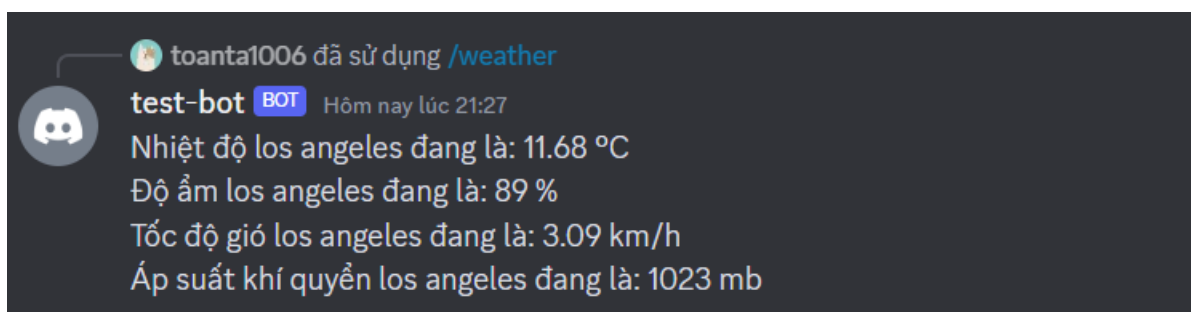 toanta1006 đã sử dụng /weather
test-bot BOT Hôm nay lúc 21:27
Nhiệt độ los angeles đang là: 11.68 °C
Độ ẩm los angeles đang là: 89 %
Tốc độ gió los angeles đang là: 3.09 km/h
Áp suất khí quyển los angeles đang là: 1023 mb